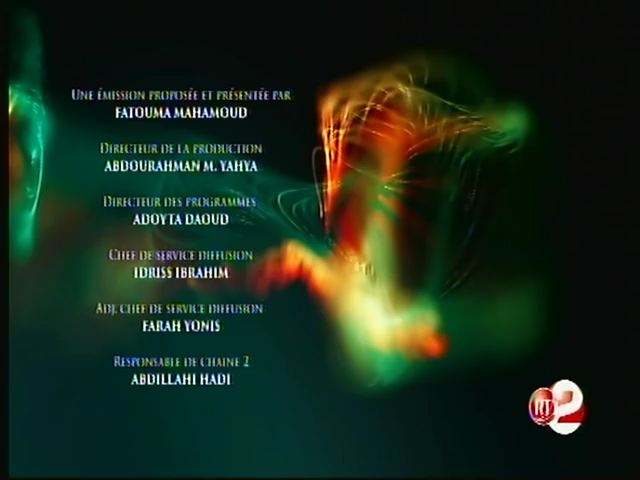 UNE ÉMISSION PROPOSÉE ET PRÉSENTÉE PAR
FATOUMA MAHAMOUD
DIRECTEUR DE LA PRODUCTION
ABDOURAHMAN M. YAHYA
DIRECTEUR DES PROGRAMMES
ADOYTA DAOUD
CHEF DE SERVICE DIFFUSION
IDRISS IBRAHIM
ADJ. CHEF DE SERVICE DIFFUSION
FARAH YONIS
RESPONSABLE DE CHAINE 2
ABDILLAHI HADI
2